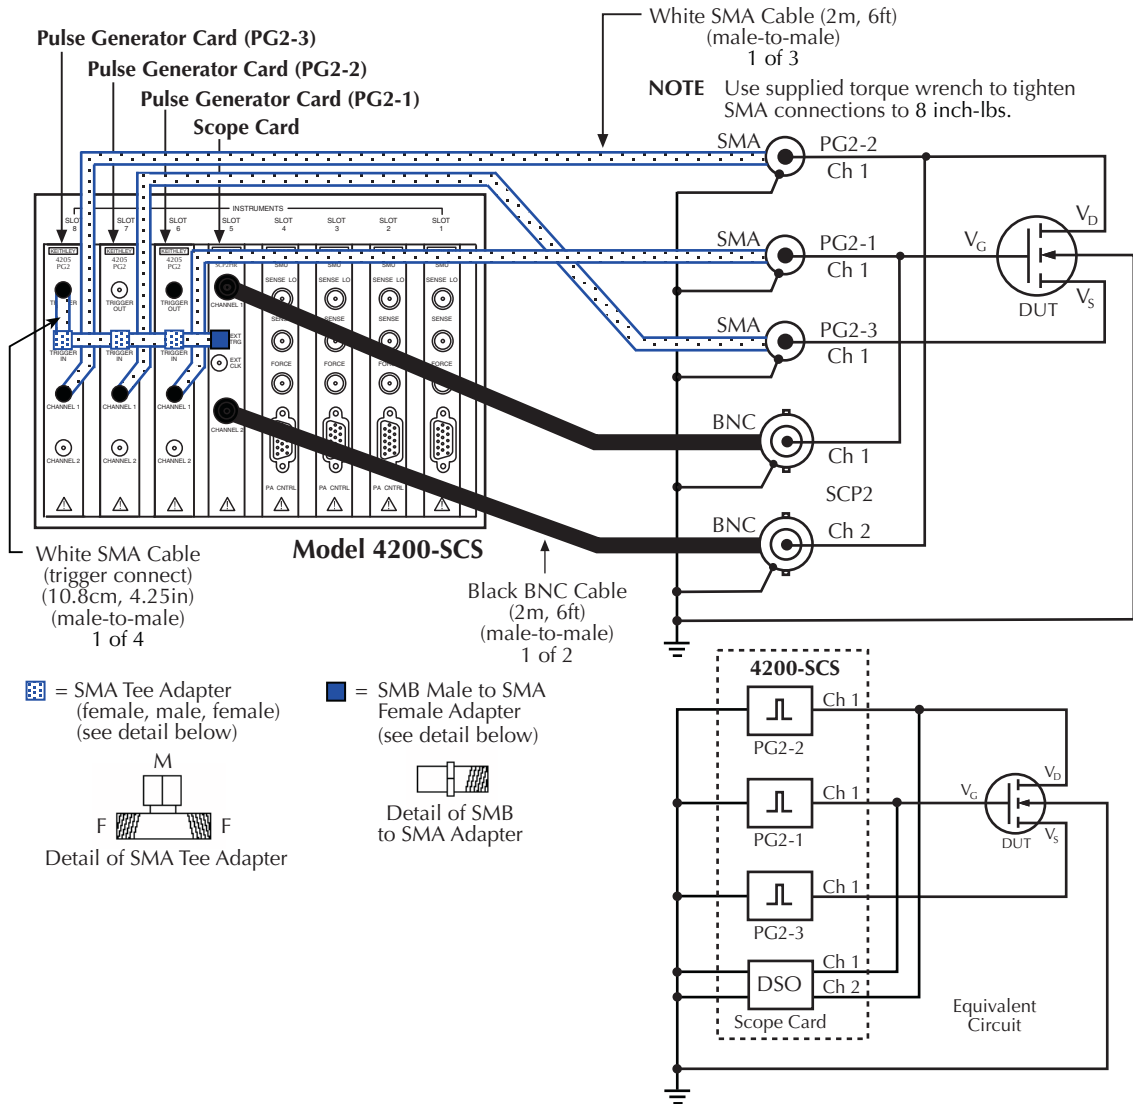 White SMA Cable (2m, 6ft)
(male-to-male)
1 of 3
NOTE Use supplied torque wrench to tighten
SMA connections to 8 inch-lbs.
Pulse Generator Card (PG2-3)
Pulse Generator Card (PG2-2)
Pulse Generator Card (PG2-1)
Scope Card
INSTRUMENTS
SLOT 8
SLOT 7
SLOT 6
SLOT 5
SLOT 4
SLOT 3
SLOT 2
SLOT 1
KEITHLEY
4205
PG2
KEITHLEY
4205
PG2
KEITHLEY
4205
PG2
SMU
SMU
SMU
SMU
TRIGGER
OUT
TRIGGER
OUT
CHANNEL 1
SENSE LO
SENSE LO
SENSE LO
SENSE LO
SENSE
SENSE
SENSE
SENSE
TRIGGER
IN
TRIGGER
IN
TRIGGER
IN
EXT
TRG
EXT
CLK
FORCE
FORCE
FORCE
FORCE
CHANNEL 1
CHANNEL 1
CHANNEL 1
CHANNEL 2
CHANNEL 2
CHANNEL 2
CHANNEL 2
PA CNTRL
PA CNTRL
PA CNTRL
PA CNTRL
Model 4200-SCS
SMA
PG2-2
Ch 1
SMA
PG2-1
Ch 1
SMA
PG2-3
Ch 1
BNC
Ch 1
SCP2
BNC
Ch 2
VD
VG
VS
DUT
White SMA Cable
(trigger connect)
(10.8cm, 4.25in)
(male-to-male)
1 of 4
Black BNC Cable
(2m, 6ft)
(male-to-male)
1 of 2
= SMA Tee Adapter
(female, male, female)
(see detail below)
M
F F
Detail of SMA Tee Adapter
= SMB Male to SMA
Female Adapter
(see detail below)
Detail of SMB
to SMA Adapter
4200-SCS
Ch 1
PG2-2
Ch 1
PG2-1
Ch 1
PG2-3
DSO
Ch 1
Ch 2
Scope Card
VD
VG
VS
DUT
Equivalent
Circuit